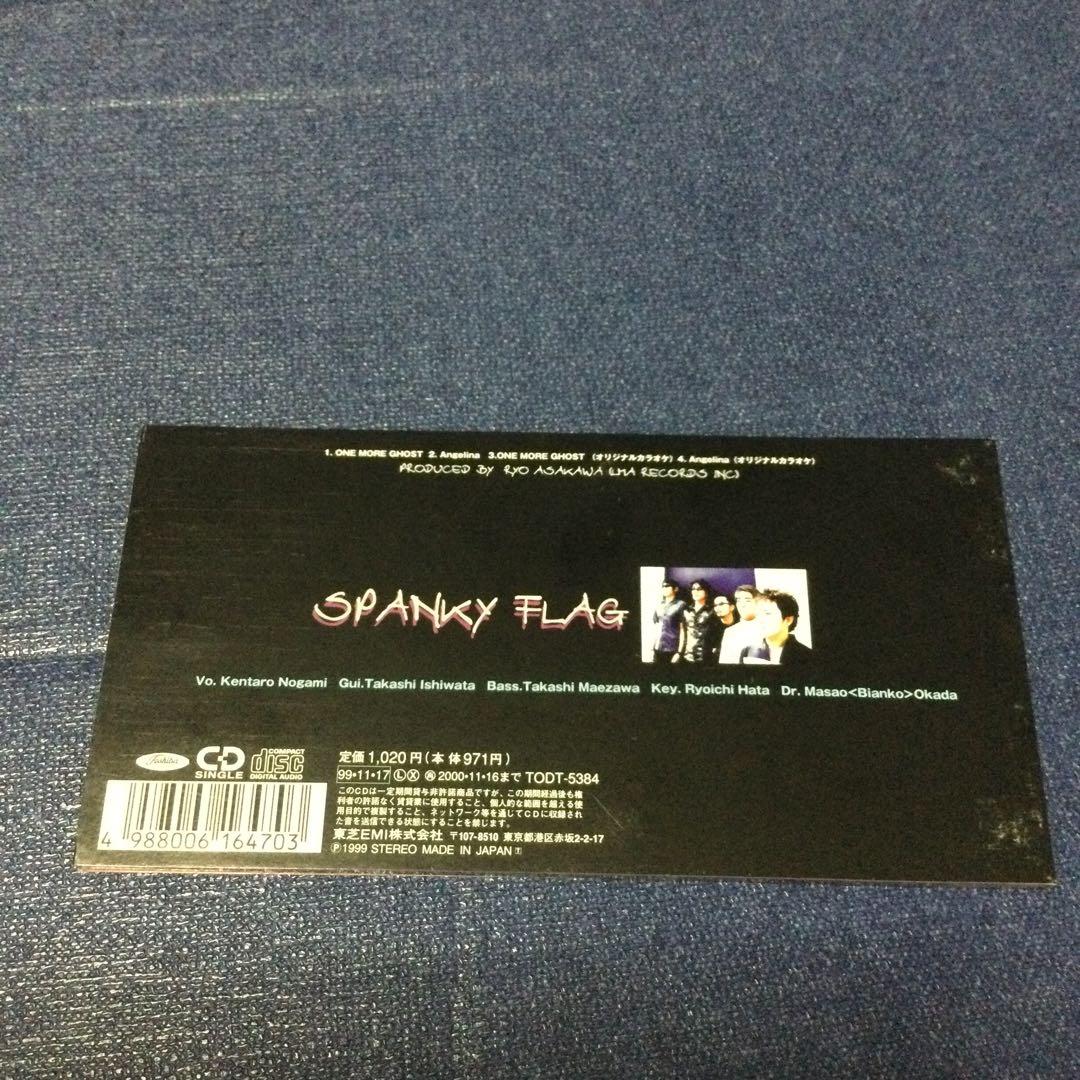 1. ONE MORE GHOST 2. Angelina 3.ONE MORE GHOST（オリジナルカラオケ）4. Angelina（オリジナルカラオケ）
PRODUCED BY RYO ASAKAWA (LMA RECORDS INC)
SPANKY FLAG
Vo. Kentaro Nogami Gui.Takashi Ishiwata Bass.Takashi Maezawa Key. Ryoichi Hata Dr. Masao<Bianko>Okada
Toshiba
CD SINGLE
COMPACT disc DIGITAL AUDIO
定価1,020円(本体971円)
99•11•17 Ⓛ Ⓧ 2000•11•16まで TODT-5384
このCDは一定期間貸与非許諾商品ですが、この期間経過後も権
利者の許諾なく賃貸業に使用すること、個人的な範囲を超える使
用目的で複製すること、ネットワーク等を通じてCDに収録され
た音を送信できる状態にすることを禁じます。
東芝EMI株式会社 〒107-8510 東京都港区赤坂2-2-17
Ⓟ1999 STEREO MADE IN JAPAN
4 988006 164703